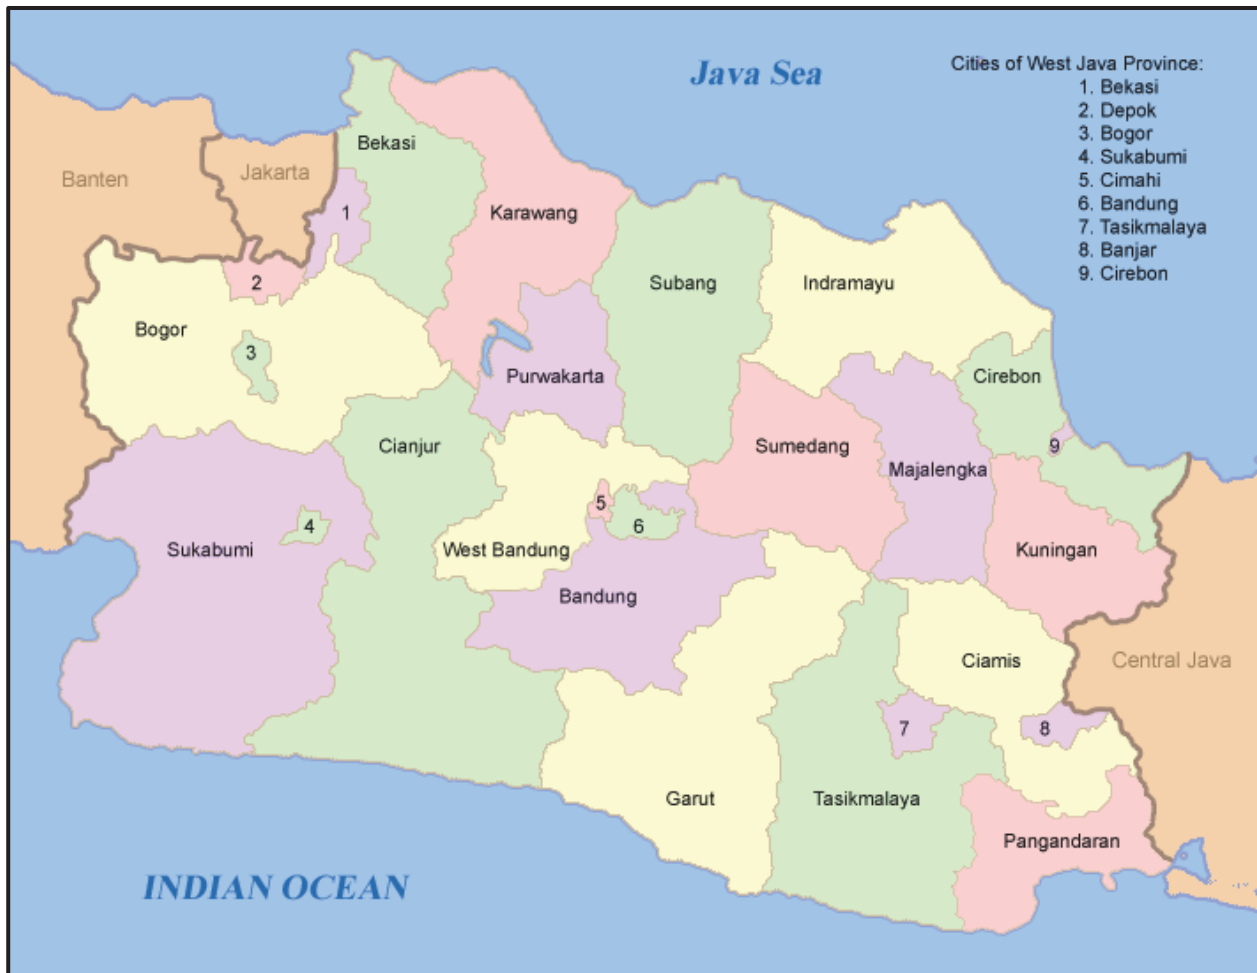 Java Sea
Cities of West Java Province:
1. Bekasi
2. Depok
3. Bogor
4. Sukabumi
5. Cimahi
6. Bandung
7. Tasikmalaya
8. Banjar
9. Cirebon
Banten
Jakarta
Bekasi
1
Karawang
2
Subang
Indramayu
Bogor
3
Purwakarta
Cirebon
Cianjur
Sumedang
9
Majalengka
5
4
6
Sukabumi
West Bandung
Kuningan
Bandung
Ciamis
Central Java
7
8
Garut
Tasikmalaya
Pangandaran
INDIAN OCEAN